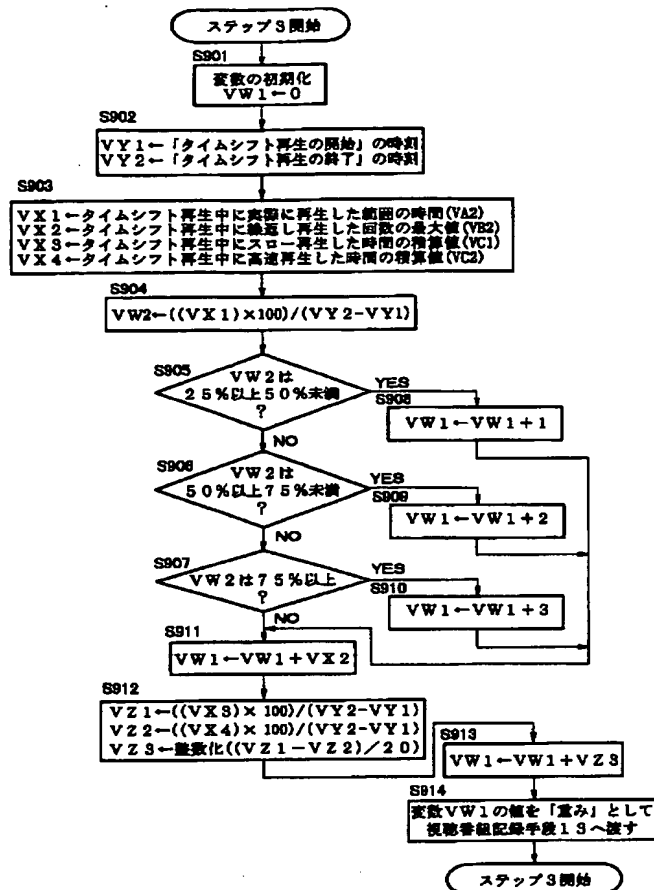 ステップ3開始
S901
変数の初期化
VW1←0
S902
VY1←「タイムシフト再生の開始」の時刻
VY2←「タイムシフト再生の終了」の時刻
S903
VX1←タイムシフト再生中に実際に再生した範囲の時間(VA2)
VX2←タイムシフト再生中に繰返し再生した回数の最大値(VB2)
VX3←タイムシフト再生中にスロー再生した時間の積算値(VC1)
VX4←タイムシフト再生中に高速再生した時間の積算値(VC2)
S904
VW2←((VX1)×100)/(VY2-VY1)
S905
VW2は
25%以上50%未満
?
YES
S908
VW1←VW1+1
NO
S906
VW2は
50%以上75%未満
?
YES
S909
VW1←VW1+2
NO
S907
VW2は75%以上
?
YES
S910
VW1←VW1+3
NO
S911
VW1←VW1+VX2
S912
VZ1←((VX3)×100)/(VY2-VY1)
VZ2←((VX4)×100)/(VY2-VY1)
VZ3←整数化((VZ1-VZ2)/20)
S913
VW1←VW1+VZ3
S914
変数VW1の値を「重み」として
視聴番組記録手段13へ渡す
ステップ3開始